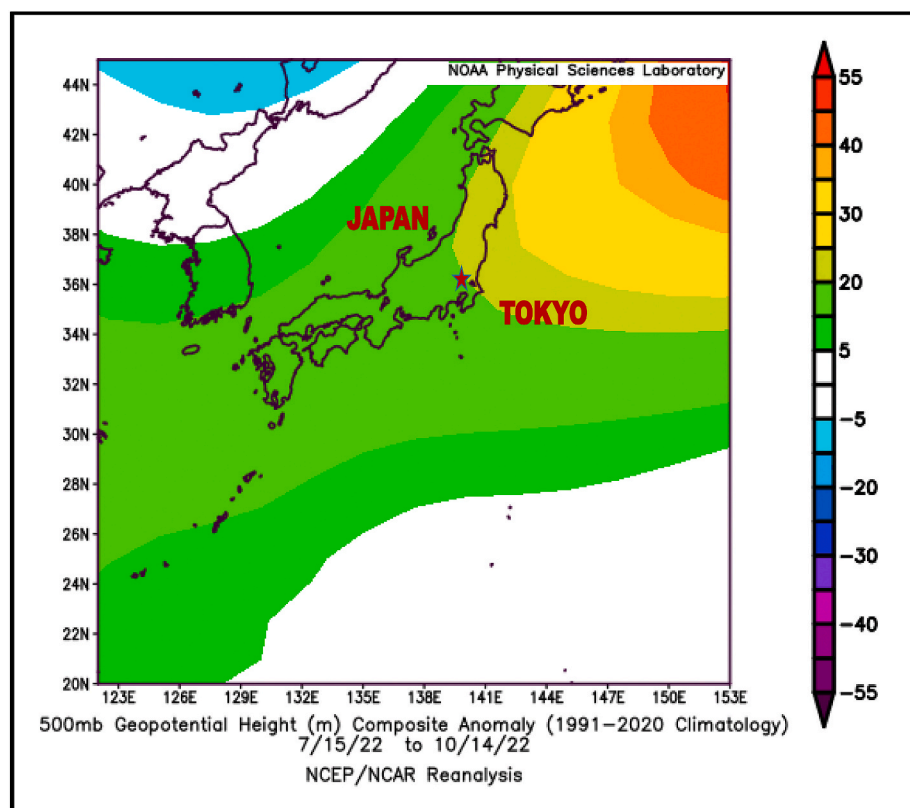 NOAA Physical Sciences Laboratory
44N
42N
40N
38N
36N
34N
32N
30N
28N
26N
24N
22N
20N
JAPAN
TOKYO
123E 126E 129E 132E 135E 138E 141E 144E 147E 150E 153E
55
40
30
20
5
-5
-20
-30
-40
-55
500mb Geopotential Height (m) Composite Anomaly (1991-2020 Climatology)
7/15/22 to 10/14/22
NCEP/NCAR Reanalysis